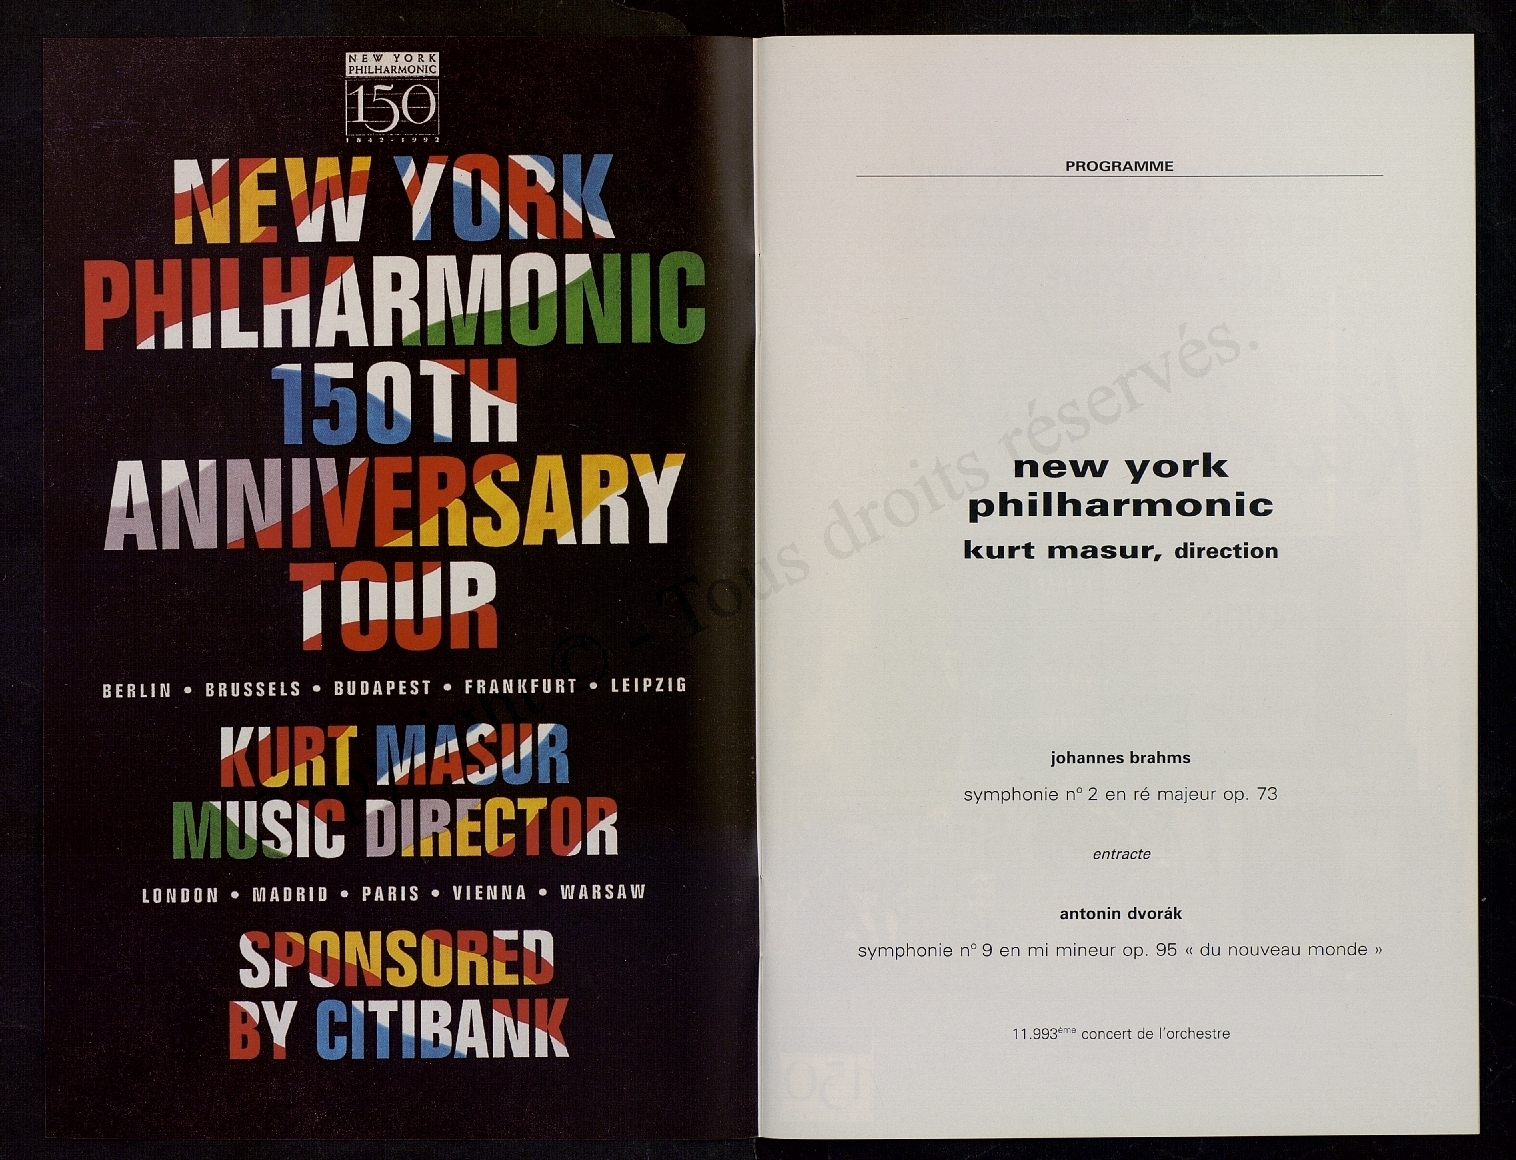 NEW YORK
PHILHARMONIC
150
1842-1992
NEW YORK
PHILHARMONIC
150TH
ANNIVERSARY
TOUR
BERLIN • BRUSSELS • BUDAPEST • FRANKFURT • LEIPZIG
KURT MASUR
MUSIC DIRECTOR
LONDON • MADRID • PARIS • VIENNA • WARSAW
SPONSORED
BY CITIBANK
PROGRAMME
new york
philharmonic
kurt masur, direction
johannes brahms
symphonie nº 2 en ré majeur op. 73
entracte
antonin dvorák
symphonie nº 9 en mi mineur op. 95 « du nouveau monde »
11.993ème concert de l'orchestre
© - Tous droits réservés.